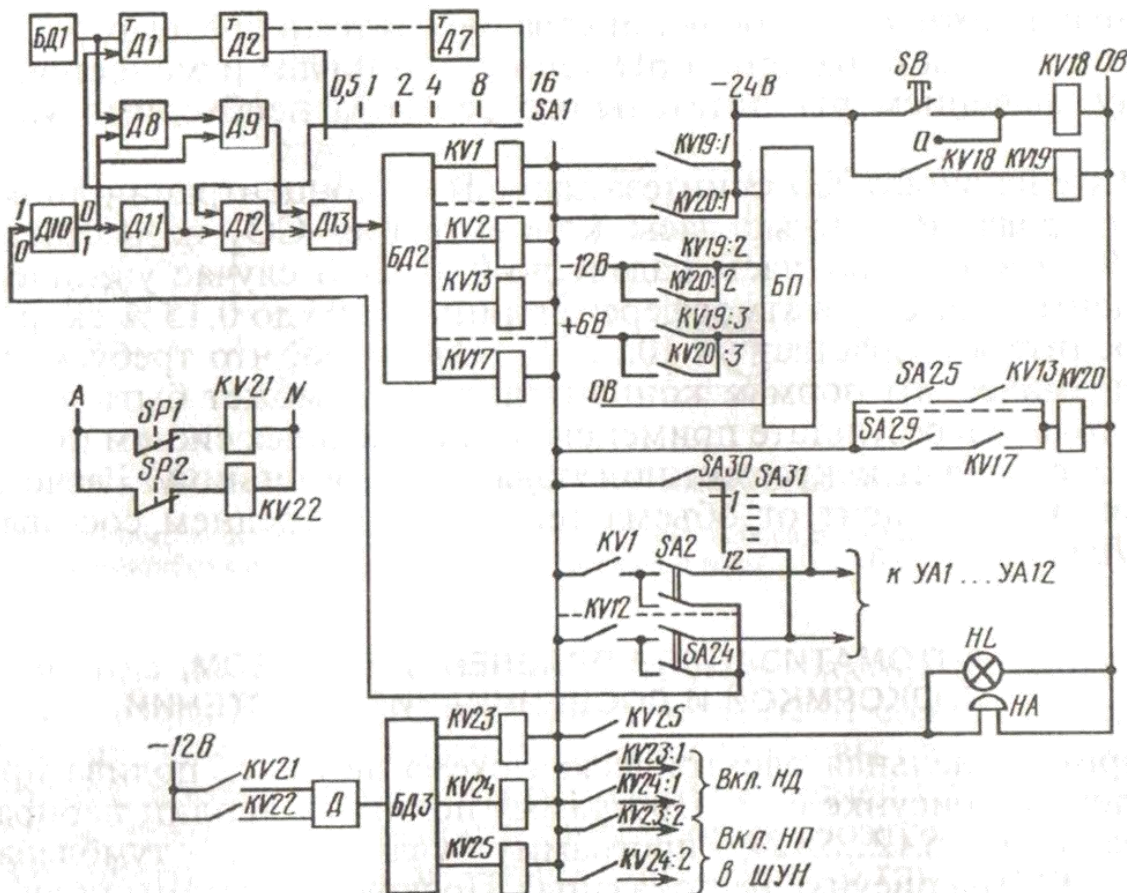 БД1
Т Д1
Т Д2
Т Д7
0,5 1 2 4 8 16
SA1
Д8
Д9
1
0
Д10
0
1
Д11
Д12
Д13
БД2
KV1
KV2
KV13
KV17
-24В
SB
KV18
0В
а
KV18
KV19
KV19:1
KV20:1
-12В
KV19:2
KV20:2
+6В
KV19:3
KV20:3
0В
БП
A
SP1
KV21
N
SP2
KV22
SA25
KV13
KV20
SA29
KV17
SA30
SA31
1
12
KV1
SA2
KV12
SA24
к УА1 ... УА12
HL
HA
-12В
KV21
KV22
Д
БД3
KV23
KV24
KV25
KV25
KV23:1
KV24:1
Вкл. НД
KV23:2
KV24:2
Вкл. НП
в ШУН